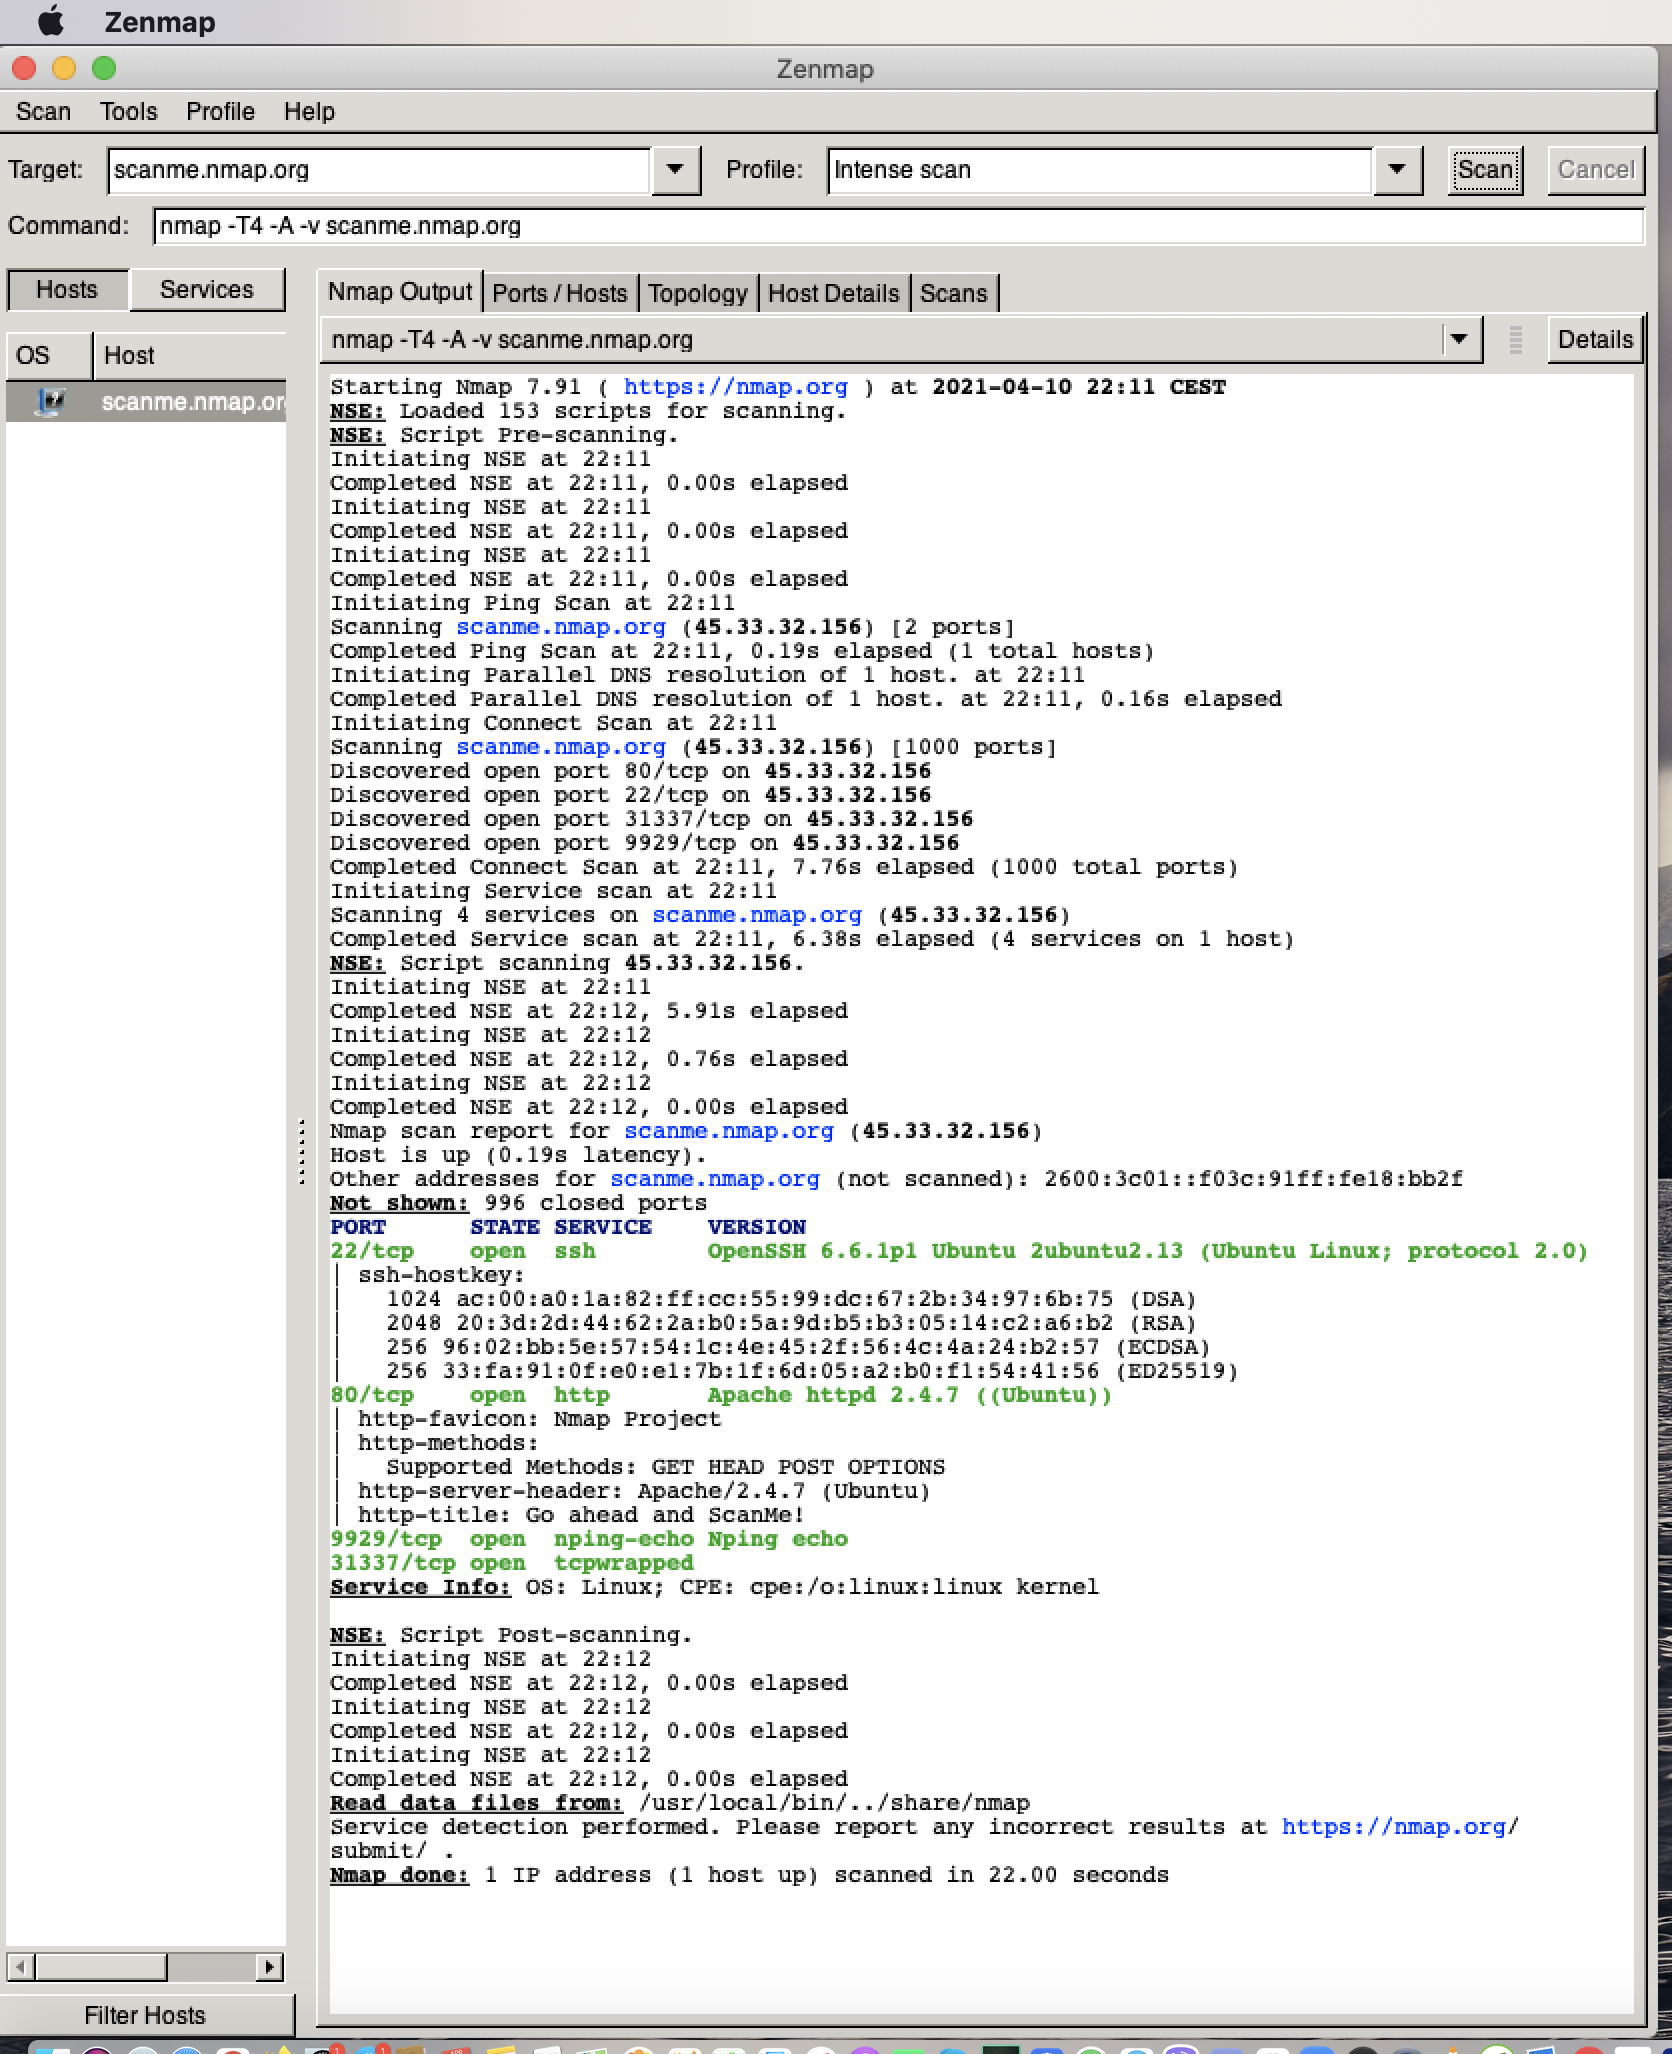 Zenmap
Zenmap
Scan Tools Profile Help
Target: scanme.nmap.org Profile: Intense scan Scan Cancel
Command: nmap -T4 -A -v scanme.nmap.org
Hosts Services Nmap Output Ports / Hosts Topology Host Details Scans
OS Host nmap -T4 -A -v scanme.nmap.org Details
scanme.nmap.or
Starting Nmap 7.91 ( https://nmap.org ) at 2021-04-10 22:11 CEST
NSE: Loaded 153 scripts for scanning.
NSE: Script Pre-scanning.
Initiating NSE at 22:11
Completed NSE at 22:11, 0.00s elapsed
Initiating NSE at 22:11
Completed NSE at 22:11, 0.00s elapsed
Initiating NSE at 22:11
Completed NSE at 22:11, 0.00s elapsed
Initiating Ping Scan at 22:11
Scanning scanme.nmap.org (45.33.32.156) [2 ports]
Completed Ping Scan at 22:11, 0.19s elapsed (1 total hosts)
Initiating Parallel DNS resolution of 1 host. at 22:11
Completed Parallel DNS resolution of 1 host. at 22:11, 0.16s elapsed
Initiating Connect Scan at 22:11
Scanning scanme.nmap.org (45.33.32.156) [1000 ports]
Discovered open port 80/tcp on 45.33.32.156
Discovered open port 22/tcp on 45.33.32.156
Discovered open port 31337/tcp on 45.33.32.156
Discovered open port 9929/tcp on 45.33.32.156
Completed Connect Scan at 22:11, 7.76s elapsed (1000 total ports)
Initiating Service scan at 22:11
Scanning 4 services on scanme.nmap.org (45.33.32.156)
Completed Service scan at 22:11, 6.38s elapsed (4 services on 1 host)
NSE: Script scanning 45.33.32.156.
Initiating NSE at 22:11
Completed NSE at 22:12, 5.91s elapsed
Initiating NSE at 22:12
Completed NSE at 22:12, 0.76s elapsed
Initiating NSE at 22:12
Completed NSE at 22:12, 0.00s elapsed
Nmap scan report for scanme.nmap.org (45.33.32.156)
Host is up (0.19s latency).
Other addresses for scanme.nmap.org (not scanned): 2600:3c01::f03c:91ff:fe18:bb2f
Not shown: 996 closed ports
PORT STATE SERVICE VERSION
22/tcp open ssh OpenSSH 6.6.1p1 Ubuntu 2ubuntu2.13 (Ubuntu Linux; protocol 2.0)
| ssh-hostkey:
| 1024 ac:00:a0:1a:82:ff:cc:55:99:dc:67:2b:34:97:6b:75 (DSA)
| 2048 20:3d:2d:44:62:2a:b0:5a:9d:b5:b3:05:14:c2:a6:b2 (RSA)
| 256 96:02:bb:5e:57:54:1c:4e:45:2f:56:4c:4a:24:b2:57 (ECDSA)
| 256 33:fa:91:0f:e0:e1:7b:1f:6d:05:a2:b0:f1:54:41:56 (ED25519)
80/tcp open http Apache httpd 2.4.7 ((Ubuntu))
| http-favicon: Nmap Project
| http-methods:
| Supported Methods: GET HEAD POST OPTIONS
| http-server-header: Apache/2.4.7 (Ubuntu)
| http-title: Go ahead and ScanMe!
9929/tcp open nping-echo Nping echo
31337/tcp open tcpwrapped
Service Info: OS: Linux; CPE: cpe:/o:linux:linux kernel
NSE: Script Post-scanning.
Initiating NSE at 22:12
Completed NSE at 22:12, 0.00s elapsed
Initiating NSE at 22:12
Completed NSE at 22:12, 0.00s elapsed
Initiating NSE at 22:12
Completed NSE at 22:12, 0.00s elapsed
Read data files from: /usr/local/bin/../share/nmap
Service detection performed. Please report any incorrect results at https://nmap.org/
submit/ .
Nmap done: 1 IP address (1 host up) scanned in 22.00 seconds
Filter Hosts